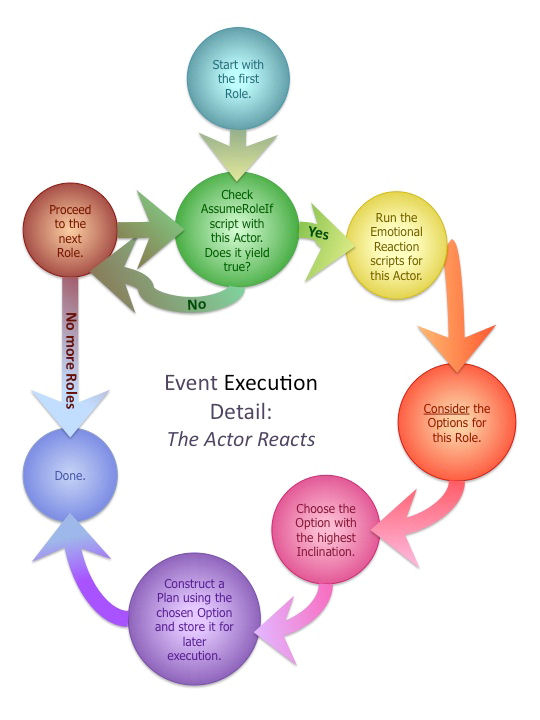 Start with
the first
Role.
Check
AssumeRoleIf
script with
this Actor.
Does it yield
true?
Proceed
to the
next
Role.
Yes
Run the
Emotional
Reaction
scripts for
this Actor.
No
No more Roles
Event Execution
Detail:
The Actor Reacts
Consider the
Options for
this Role.
Done.
Choose the
Option with
the highest
Inclination.
Construct a
Plan using the
chosen Option
and store it for
later
execution.